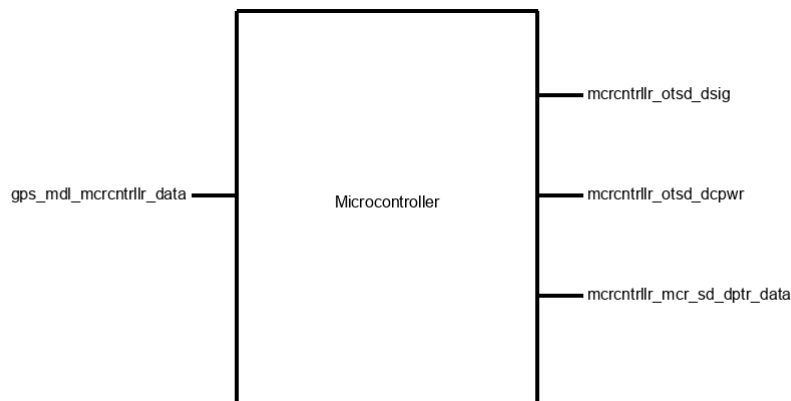 mcrcntrllr_otsd_dsig
gps_mdl_mcrcntrllr_data
Microcontroller
mcrcntrllr_otsd_dcpwr
mcrcntrllr_mcr_sd_dptr_data